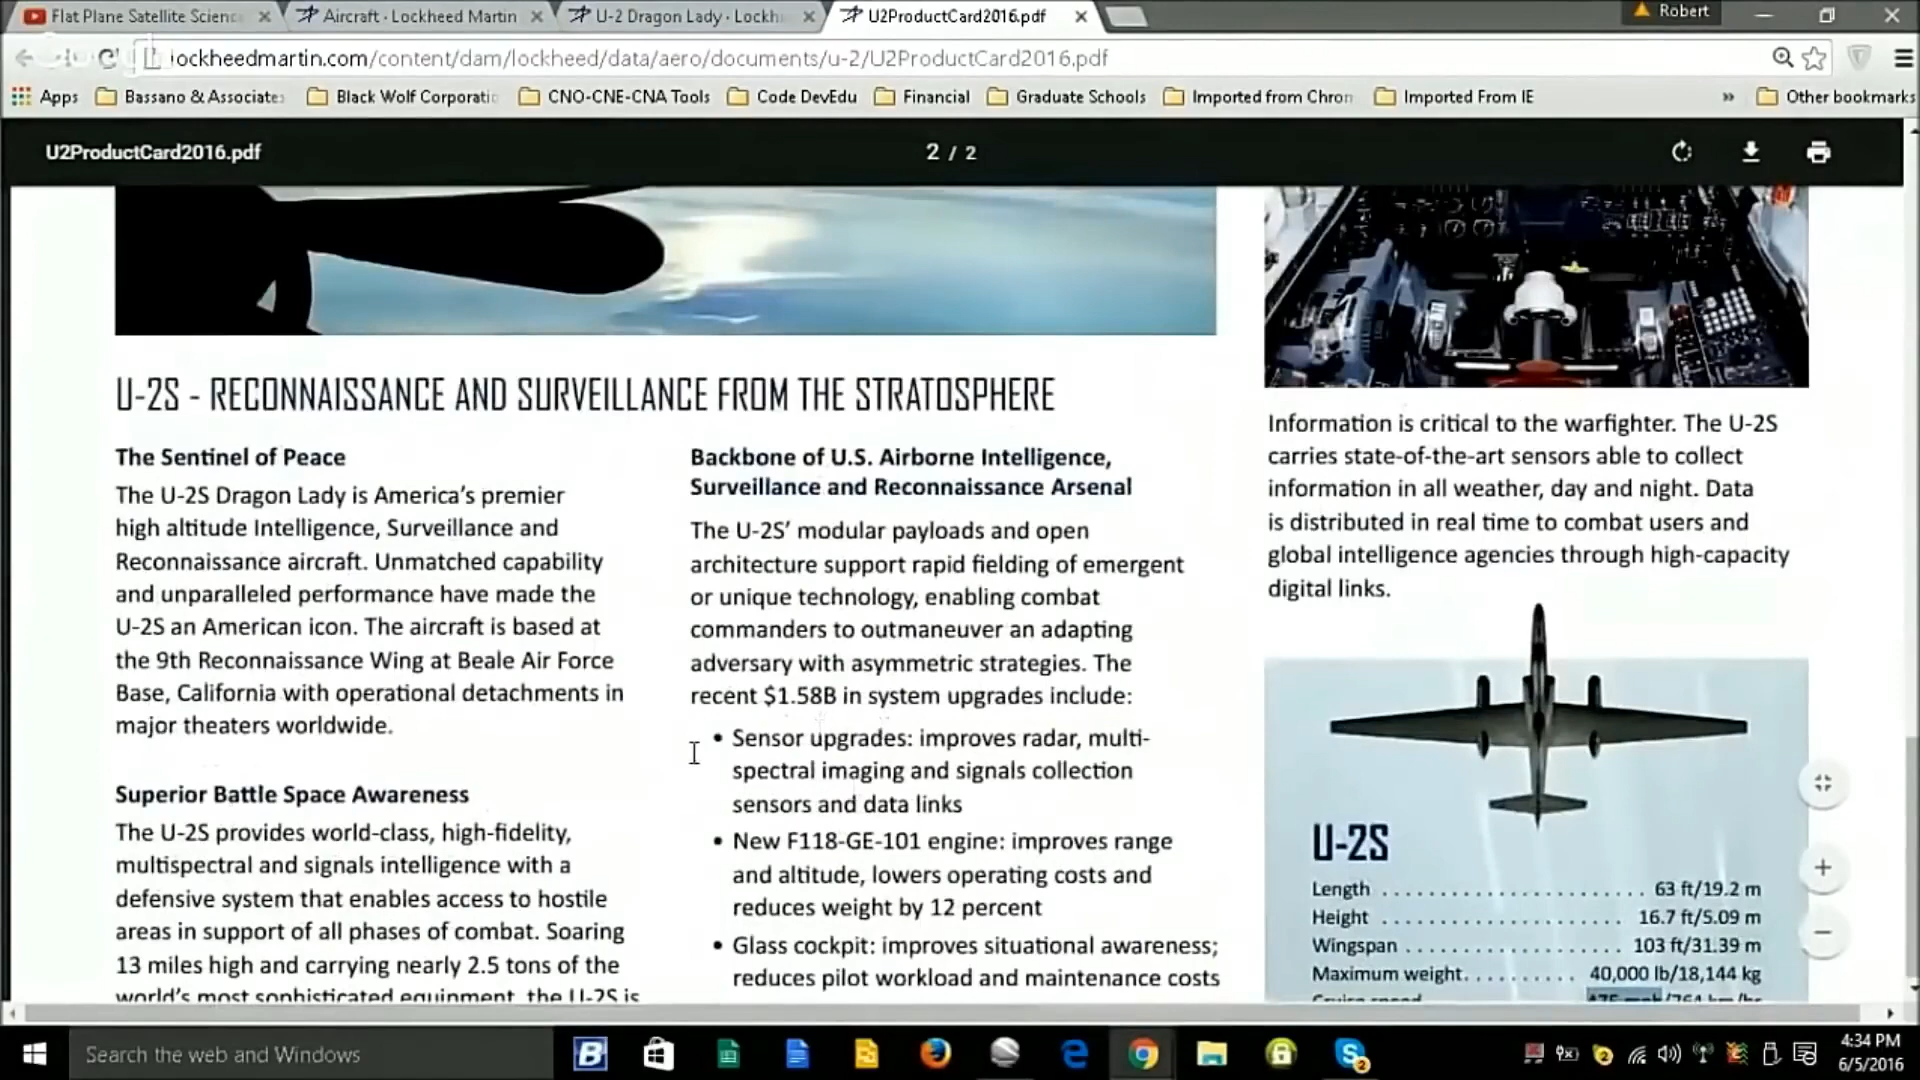 Flat Plane Satellite Scienc
Aircraft · Lockheed Martin
U-2 Dragon Lady · Lockh
U2ProductCard2016.pdf
Robert
lockheedmartin.com/content/dam/lockheed/data/aero/documents/u-2/U2ProductCard2016.pdf
Apps
Bassano & Associates
Black Wolf Corporatio
CNO-CNE-CNA Tools
Code DevEdu
Financial
Graduate Schools
Imported from Chron
Imported From IE
»
Other bookmarks
U2ProductCard2016.pdf
2 / 2
U-2S - RECONNAISSANCE AND SURVEILLANCE FROM THE STRATOSPHERE
The Sentinel of Peace
The U-2S Dragon Lady is America's premier
high altitude Intelligence, Surveillance and
Reconnaissance aircraft. Unmatched capability
and unparalleled performance have made the
U-2S an American icon. The aircraft is based at
the 9th Reconnaissance Wing at Beale Air Force
Base, California with operational detachments in
major theaters worldwide.
Superior Battle Space Awareness
The U-2S provides world-class, high-fidelity,
multispectral and signals intelligence with a
defensive system that enables access to hostile
areas in support of all phases of combat. Soaring
13 miles high and carrying nearly 2.5 tons of the
world's most sophisticated equipment, the U-2S is
Backbone of U.S. Airborne Intelligence,
Surveillance and Reconnaissance Arsenal
The U-2S' modular payloads and open
architecture support rapid fielding of emergent
or unique technology, enabling combat
commanders to outmaneuver an adapting
adversary with asymmetric strategies. The
recent $1.58B in system upgrades include:
• Sensor upgrades: improves radar, multi-
spectral imaging and signals collection
sensors and data links
• New F118-GE-101 engine: improves range
and altitude, lowers operating costs and
reduces weight by 12 percent
• Glass cockpit: improves situational awareness;
reduces pilot workload and maintenance costs
Information is critical to the warfighter. The U-2S
carries state-of-the-art sensors able to collect
information in all weather, day and night. Data
is distributed in real time to combat users and
global intelligence agencies through high-capacity
digital links.
U-2S
Length . . . . . . . . . . . . . . . . . . . . . . . . . . 63 ft/19.2 m
Height . . . . . . . . . . . . . . . . . . . . . . . . 16.7 ft/5.09 m
Wingspan . . . . . . . . . . . . . . . . . . . . . 103 ft/31.39 m
Maximum weight. . . . . . . . . . . . 40,000 lb/18,144 kg
Cruise speed 475 mph/764 km/hr
Search the web and Windows
4:34 PM
6/5/2016